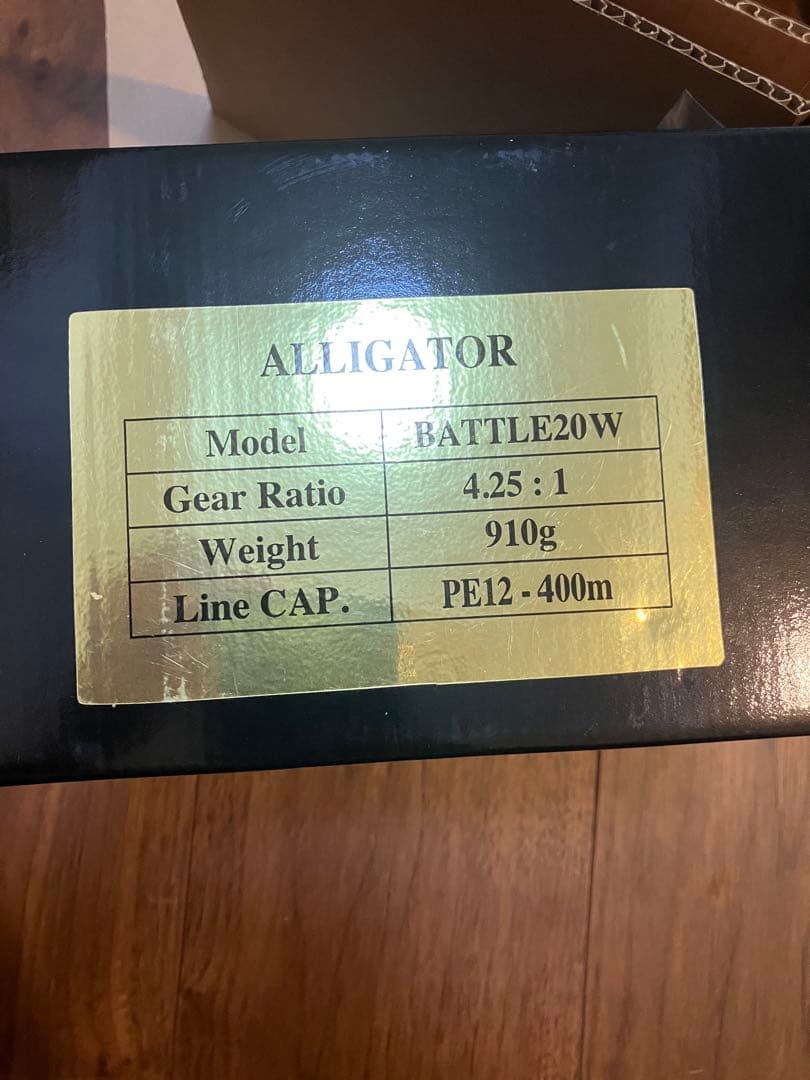 ALLIGATOR
Model BATTLE20W
Gear Ratio 4.25 : 1
Weight 910g
Line CAP. PE12 - 400m